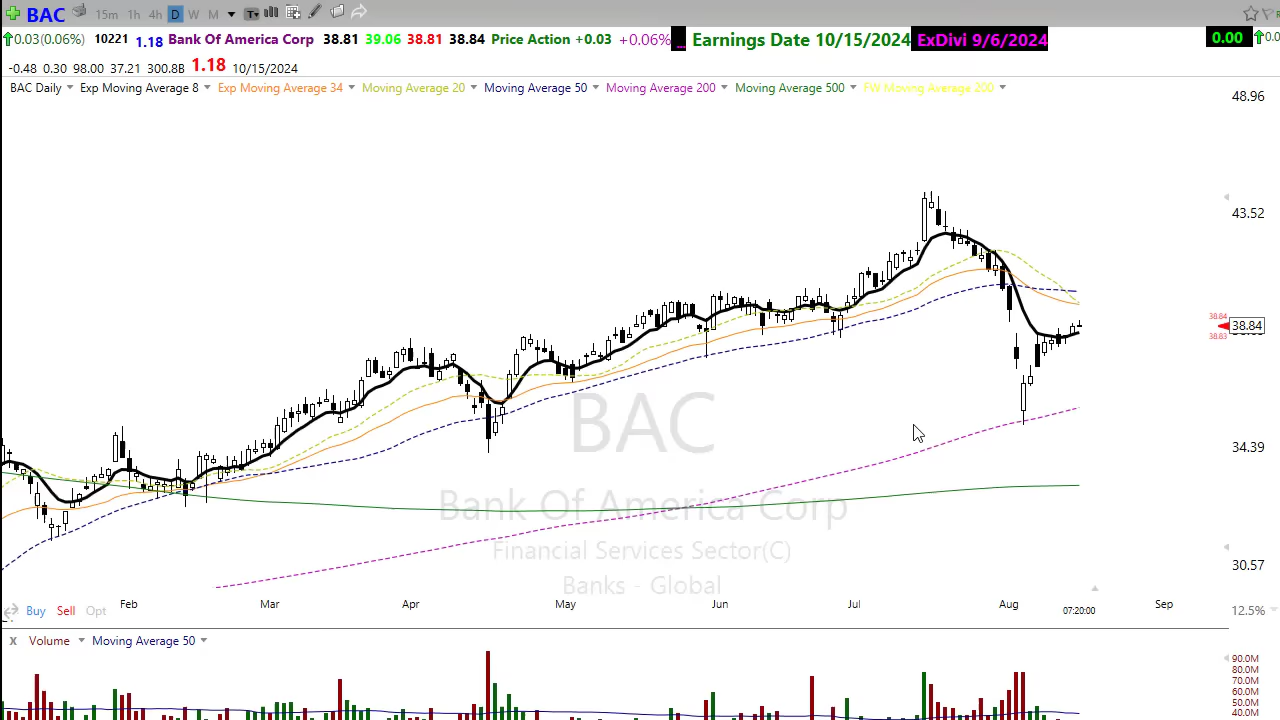 BAC 15m 1h 4h D W M T
0.03(0.06%) 10221 1.18 Bank Of America Corp 38.81 39.06 38.81 38.84 Price Action +0.03 +0.06% ... Earnings Date 10/15/2024 ExDivi 9/6/2024 0.00
-0.48 0.30 98.00 37.21 300.8B 1.18 10/15/2024
BAC Daily Exp Moving Average 8 Exp Moving Average 34 Moving Average 20 Moving Average 50 Moving Average 200 Moving Average 500 FW Moving Average 200
48.96
43.52
38.84
38.84
38.83
BAC
34.39
Bank Of America Corp
Financial Services Sector(C)
30.57
Banks - Global
Feb Mar Apr May Jun Jul Aug Sep
Buy Sell Opt 07:20:00 12.5%
X Volume Moving Average 50
90.0M
80.0M
70.0M
60.0M
50.0M
40.0M